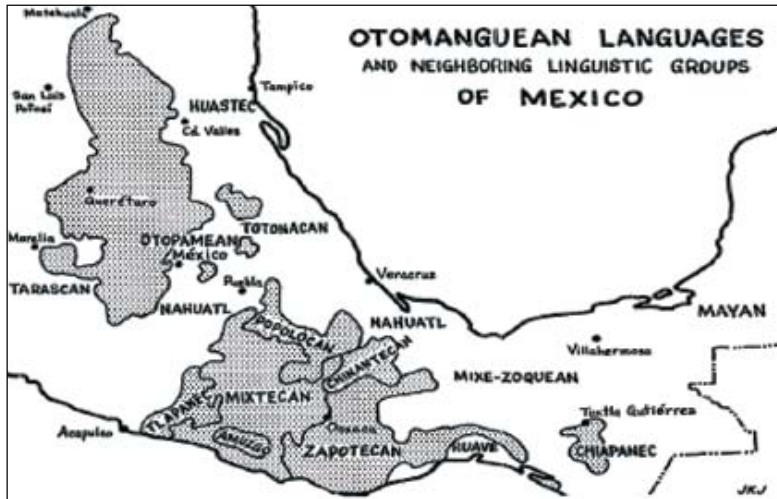 OTOMANGUEAN LANGUAGES
AND NEIGHBORING LINGUISTIC GROUPS
OF MEXICO
Matehuala
San Luis
Potosí
HUASTEC
Tampico
Cd. Valles
Querétaro
TOTONACAN
Morelia
OTOPAMEAN
México
TARASCAN
Puebla
Veracruz
NAHUATL
NAHUATL
MAYAN
POPOLOCAN
CHINANTECAN
Villahermosa
MIXTECAN
MIXE-ZOQUEAN
TLAPANEC
Acapulco
AMUZGO
Oaxaca
ZAPOTECAN
HUAVE
Tuxtla Gutiérrez
CHIAPANEC
JKJ